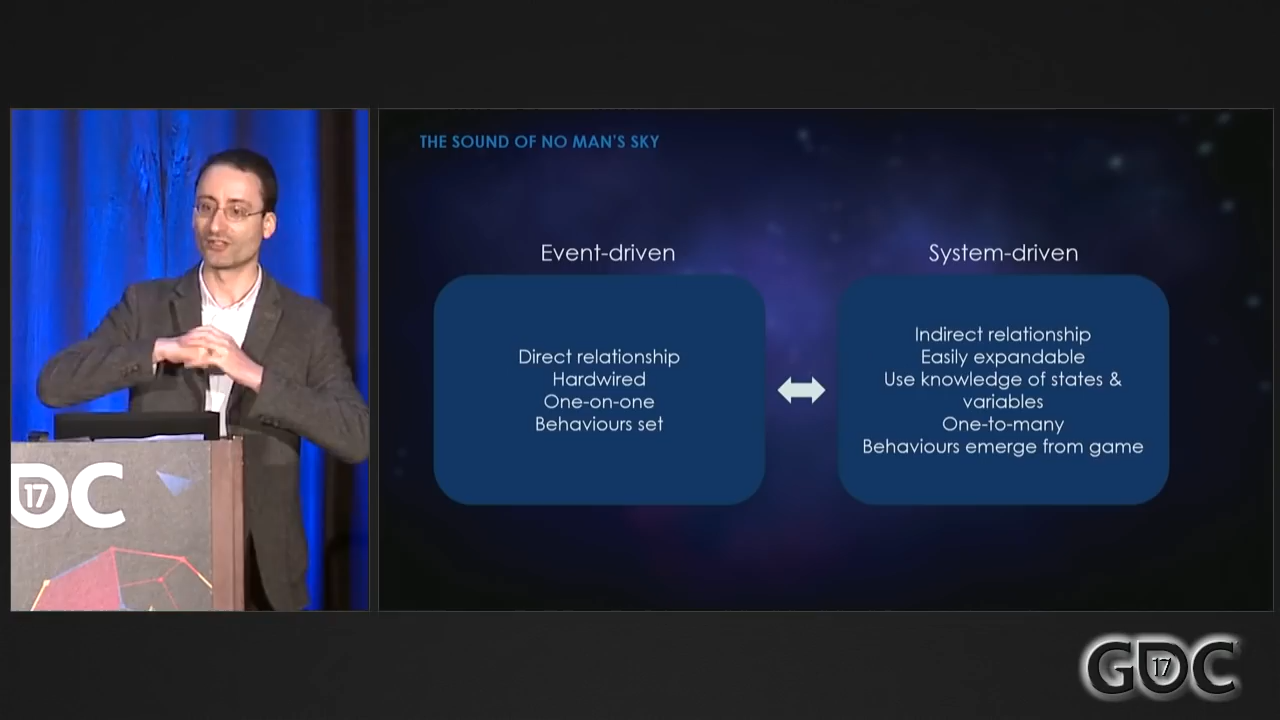 THE SOUND OF NO MAN'S SKY
Event-driven
Direct relationship
Hardwired
One-on-one
Behaviours set
System-driven
Indirect relationship
Easily expandable
Use knowledge of states &
variables
One-to-many
Behaviours emerge from game
DC
17
GDC
17